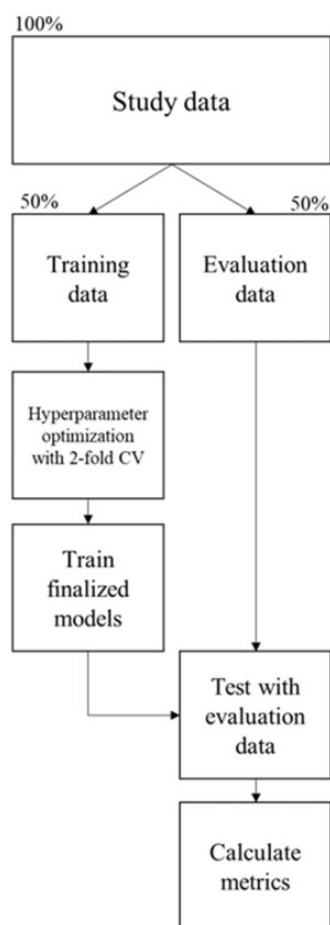 100%
Study data
50%
50%
Training
data
Evaluation
data
Hyperparameter
optimization
with 2-fold CV
Train
finalized
models
Test with
evaluation
data
Calculate
metrics